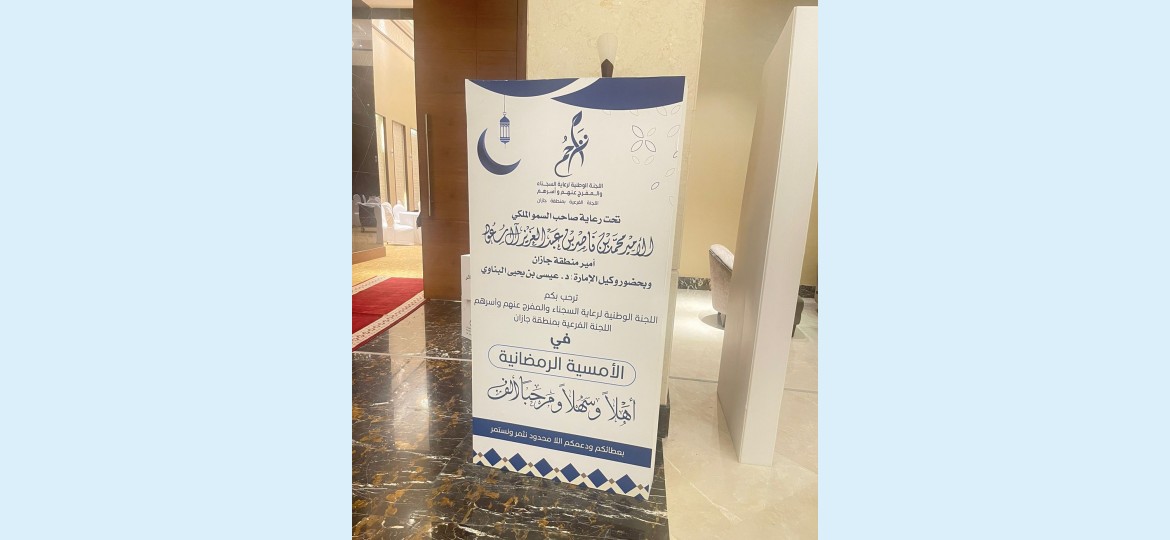 تراحم
اللجنة الوطنية لرعاية السجناء
والمفرج عنهم وأسرهم
اللجنة الفرعية بمنطقة جازان
تحت رعاية صاحب السمو الملكي
الأمير محمد بن ناصر بن عبد العزيز آل سعود
أمير منطقة جازان
وبحضور وكيل الإمارة : د. عيسى بن يحيى البناوي
ترحب بكم
اللجنة الوطنية لرعاية السجناء والمفرج عنهم وأسرهم
اللجنة الفرعية بمنطقة جازان
في
الأمسية الرمضانية
أهلاً وسهلاً ومرحباً ألف
بعطائكم ودعمكم اللا محدود نثمر ونستمر